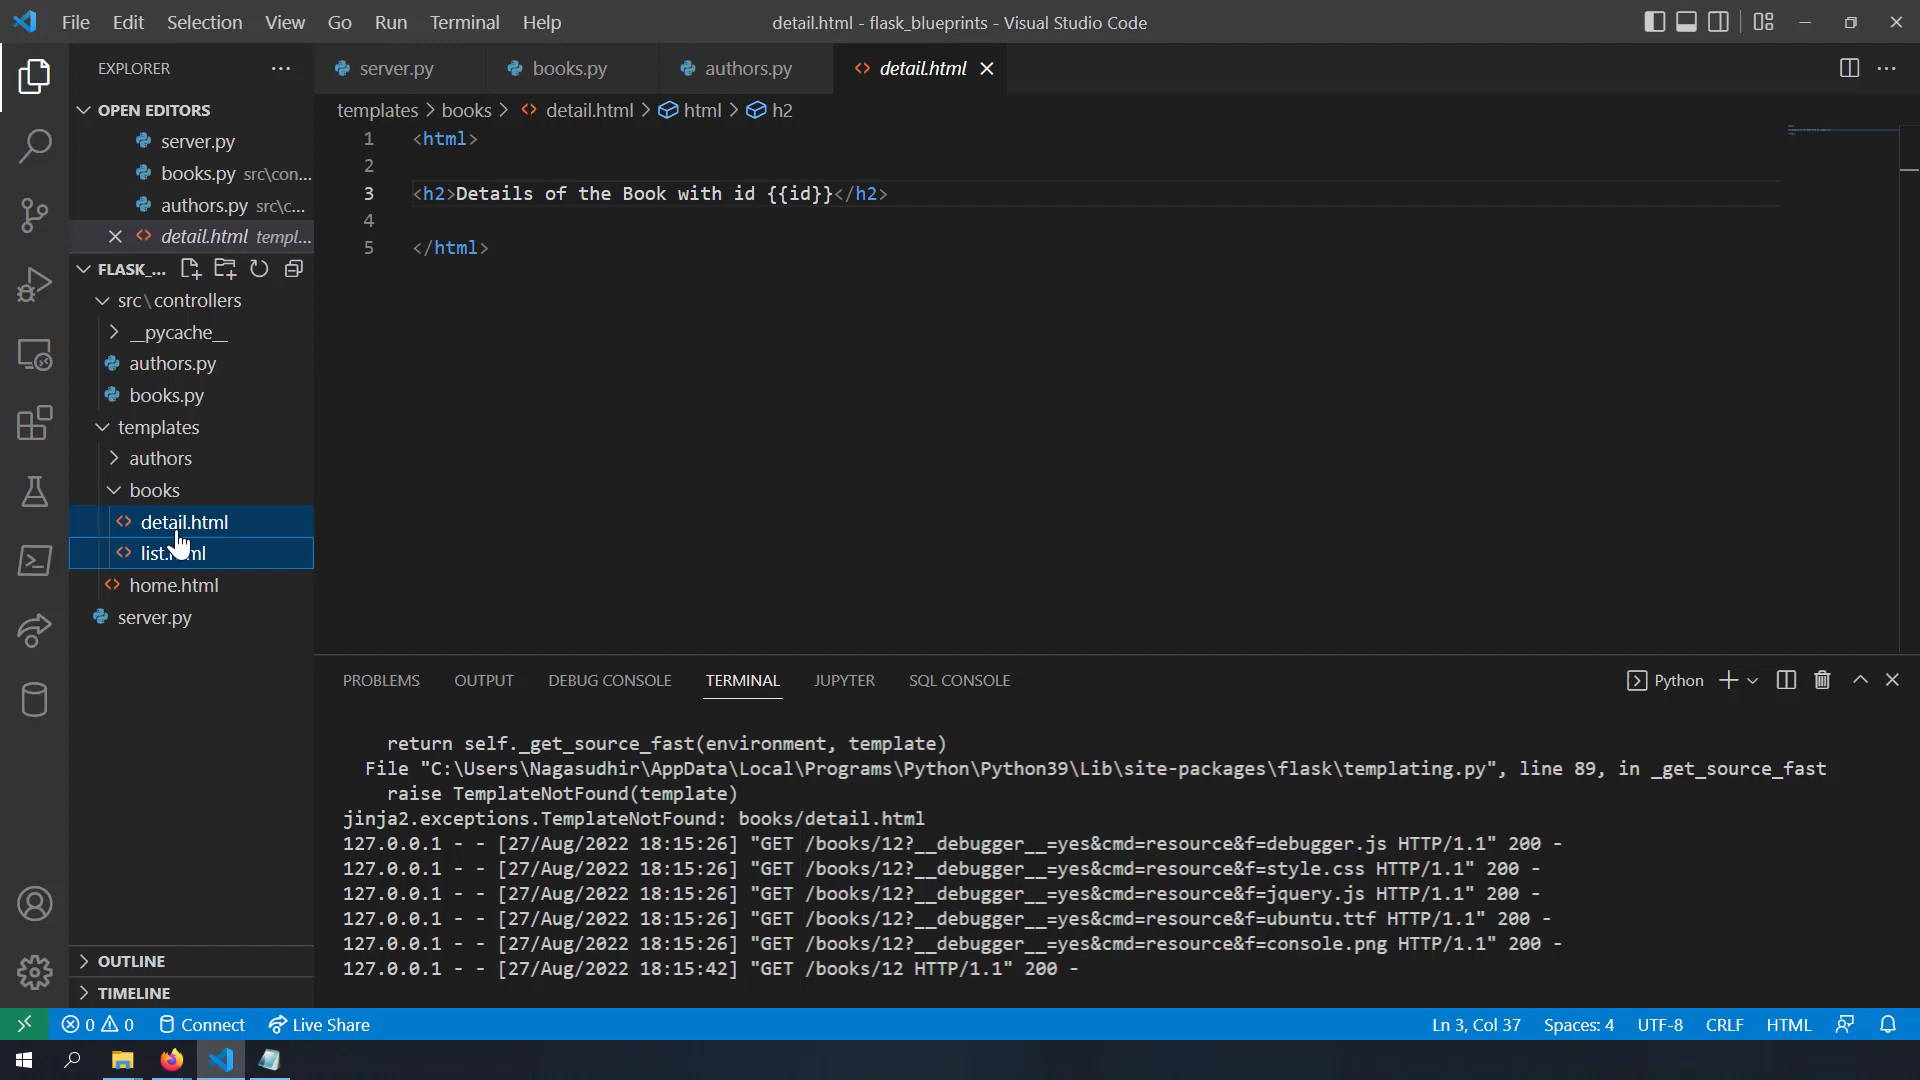 File Edit Selection View Go Run Terminal Help
detail.html - flask_blueprints - Visual Studio Code
EXPLORER
server.py
books.py
authors.py
detail.html
OPEN EDITORS
server.py
books.py src\con...
authors.py src\c...
detail.html templ...
FLASK_...
src\controllers
__pycache__
authors.py
books.py
templates
authors
books
detail.html
home.html
server.py
OUTLINE
TIMELINE
templates > books > detail.html > html > h2
1 <html>
2
3 <h2>Details of the Book with id {{id}}</h2>
4
5 </html>
PROBLEMS OUTPUT DEBUG CONSOLE TERMINAL JUPYTER SQL CONSOLE
Python
return self._get_source_fast(environment, template)
File "C:\Users\Nagasudhir\AppData\Local\Programs\Python\Python39\Lib\site-packages\flask\templating.py", line 89, in _get_source_fast
raise TemplateNotFound(template)
jinja2.exceptions.TemplateNotFound: books/detail.html
127.0.0.1 - - [27/Aug/2022 18:15:26] "GET /books/12?__debugger__=yes&cmd=resource&f=debugger.js HTTP/1.1" 200 -
127.0.0.1 - - [27/Aug/2022 18:15:26] "GET /books/12?__debugger__=yes&cmd=resource&f=style.css HTTP/1.1" 200 -
127.0.0.1 - - [27/Aug/2022 18:15:26] "GET /books/12?__debugger__=yes&cmd=resource&f=jquery.js HTTP/1.1" 200 -
127.0.0.1 - - [27/Aug/2022 18:15:26] "GET /books/12?__debugger__=yes&cmd=resource&f=ubuntu.ttf HTTP/1.1" 200 -
127.0.0.1 - - [27/Aug/2022 18:15:26] "GET /books/12?__debugger__=yes&cmd=resource&f=console.png HTTP/1.1" 200 -
127.0.0.1 - - [27/Aug/2022 18:15:42] "GET /books/12 HTTP/1.1" 200 -
0 0 Connect Live Share
Ln 3, Col 37 Spaces: 4 UTF-8 CRLF HTML